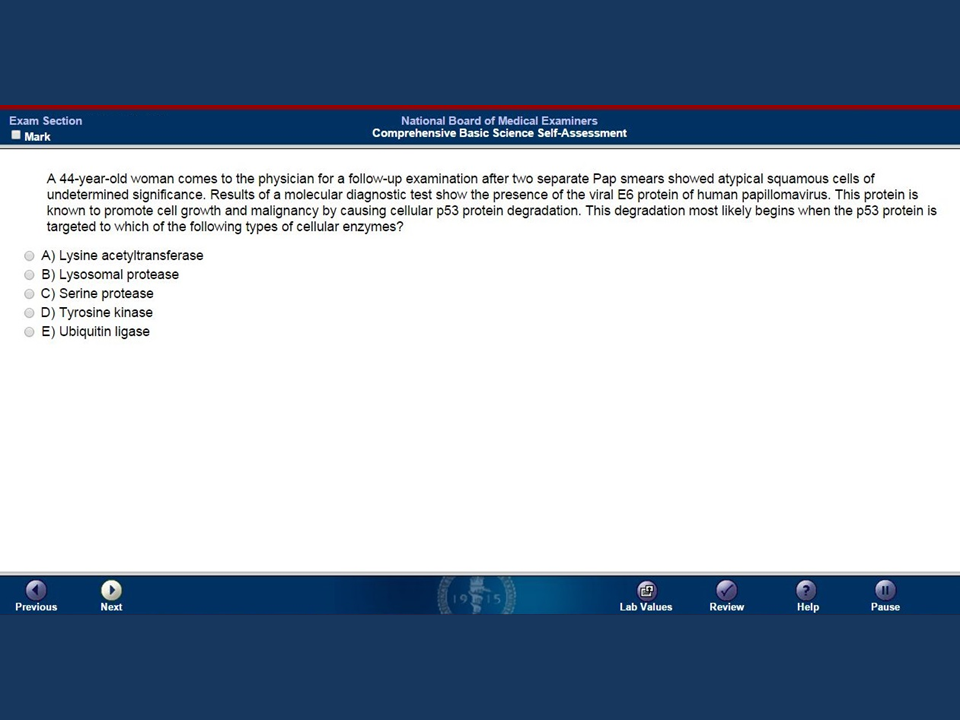 Exam Section
Mark
National Board of Medical Examiners
Comprehensive Basic Science Self-Assessment
A 44-year-old woman comes to the physician for a follow-up examination after two separate Pap smears showed atypical squamous cells of
undetermined significance. Results of a molecular diagnostic test show the presence of the viral E6 protein of human papillomavirus. This protein is
known to promote cell growth and malignancy by causing cellular p53 protein degradation. This degradation most likely begins when the p53 protein is
targeted to which of the following types of cellular enzymes?
A) Lysine acetyltransferase
B) Lysosomal protease
C) Serine protease
D) Tyrosine kinase
E) Ubiquitin ligase
1915
Previous
Next
Lab Values
Review
Help
Pause